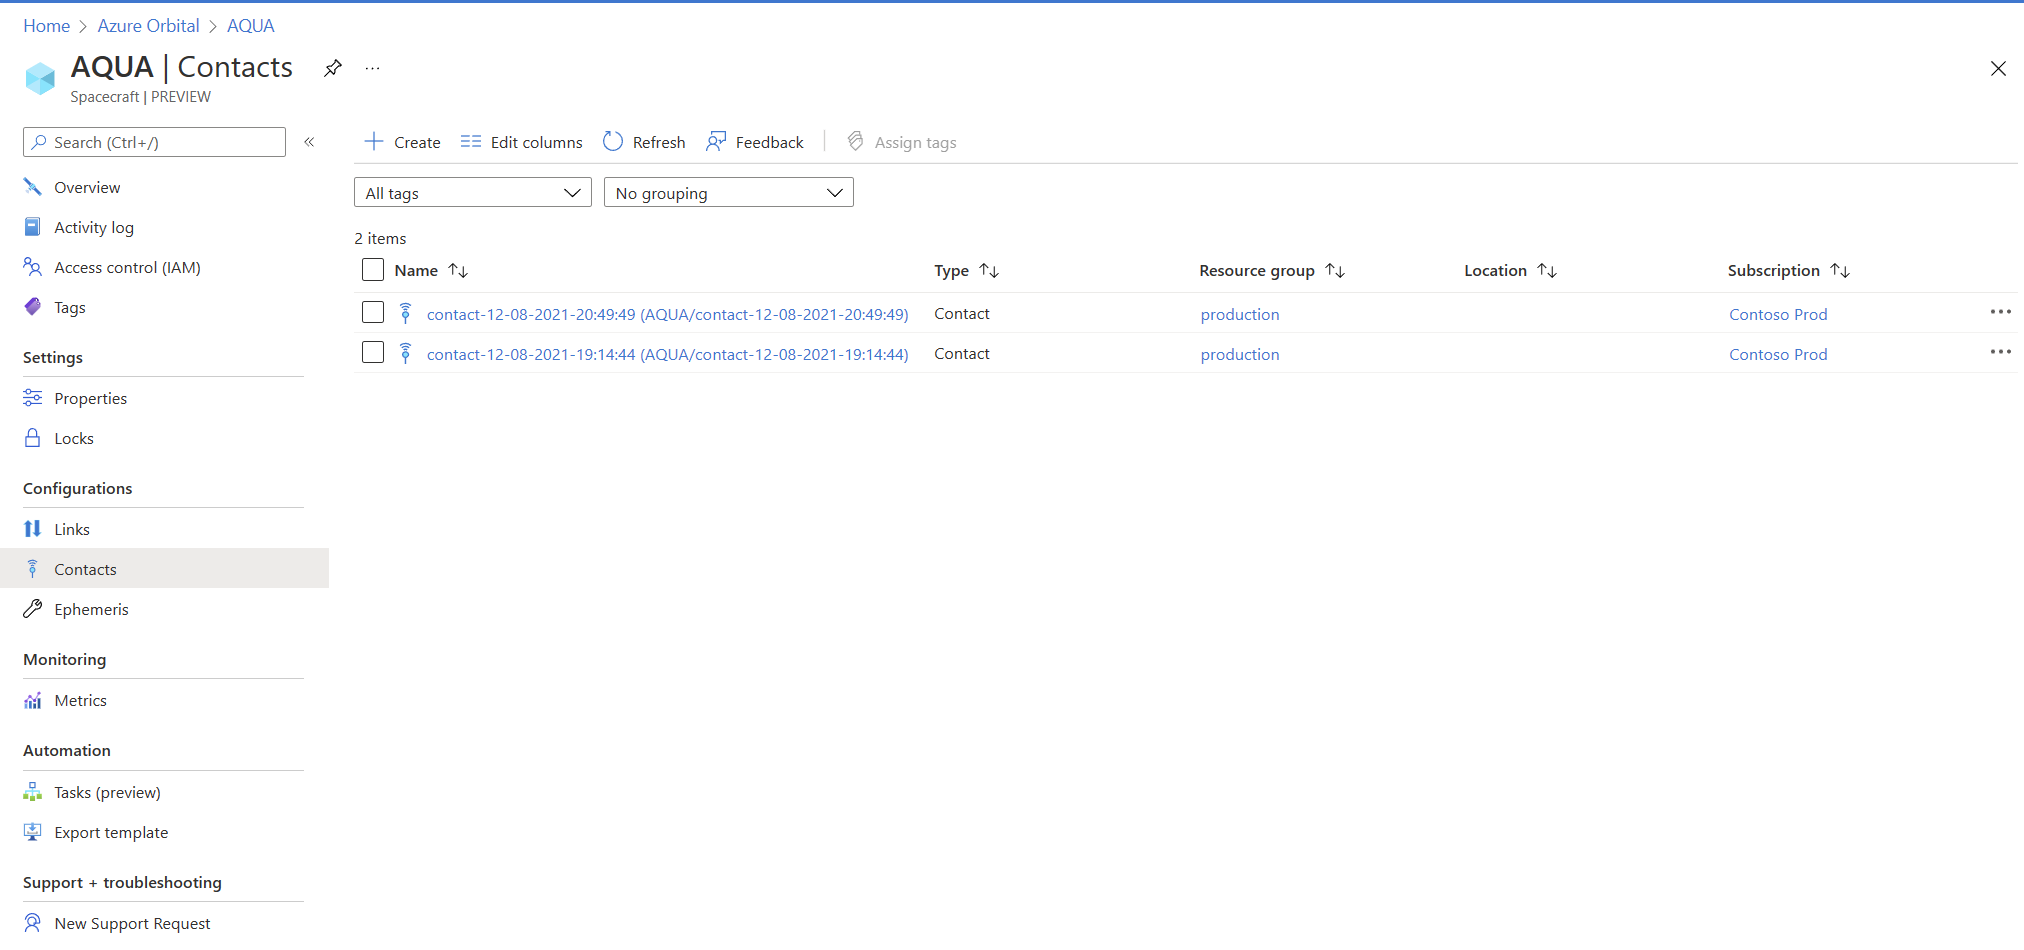 Home > Azure Orbital > AQUA
AQUA | Contacts
Spacecraft | PREVIEW
Search (Ctrl+/)
Overview
Activity log
Access control (IAM)
Tags
Settings
Properties
Locks
Configurations
Links
Contacts
Ephemeris
Monitoring
Metrics
Automation
Tasks (preview)
Export template
Support + troubleshooting
New Support Request
Create Edit columns Refresh Feedback Assign tags
All tags No grouping
2 items
Name Type Resource group Location Subscription
contact-12-08-2021-20:49:49 (AQUA/contact-12-08-2021-20:49:49) Contact production Contoso Prod
contact-12-08-2021-19:14:44 (AQUA/contact-12-08-2021-19:14:44) Contact production Contoso Prod